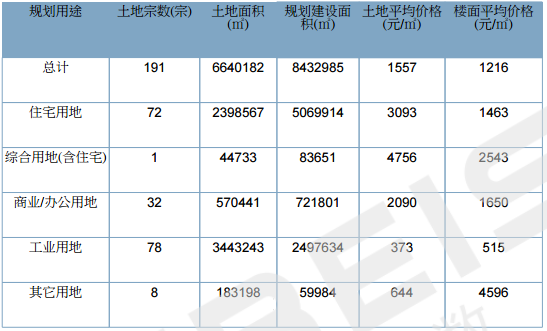 规划用途 土地宗数(宗) 土地面积(㎡) 规划建设面积(㎡) 土地平均价格(元/㎡) 楼面平均价格(元/㎡)
总计 191 6640182 8432985 1557 1216
住宅用地 72 2398567 5069914 3093 1463
综合用地(含住宅) 1 44733 83651 4756 2543
商业/办公用地 32 570441 721801 2090 1650
工业用地 78 3443243 2497634 373 515
其它用地 8 183198 59984 644 4596